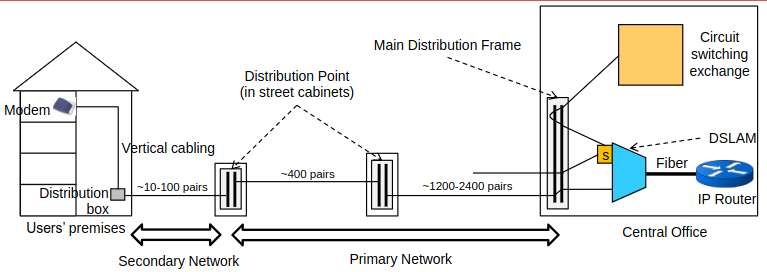 Circuit
switching
exchange
Main Distribution Frame
Distribution Point
(in street cabinets)
Modem
DSLAM
Vertical cabling
S
Fiber
~400 pairs
~10-100 pairs
~1200-2400 pairs
Distribution
box
IP Router
Users' premises
Central Office
Secondary Network
Primary Network